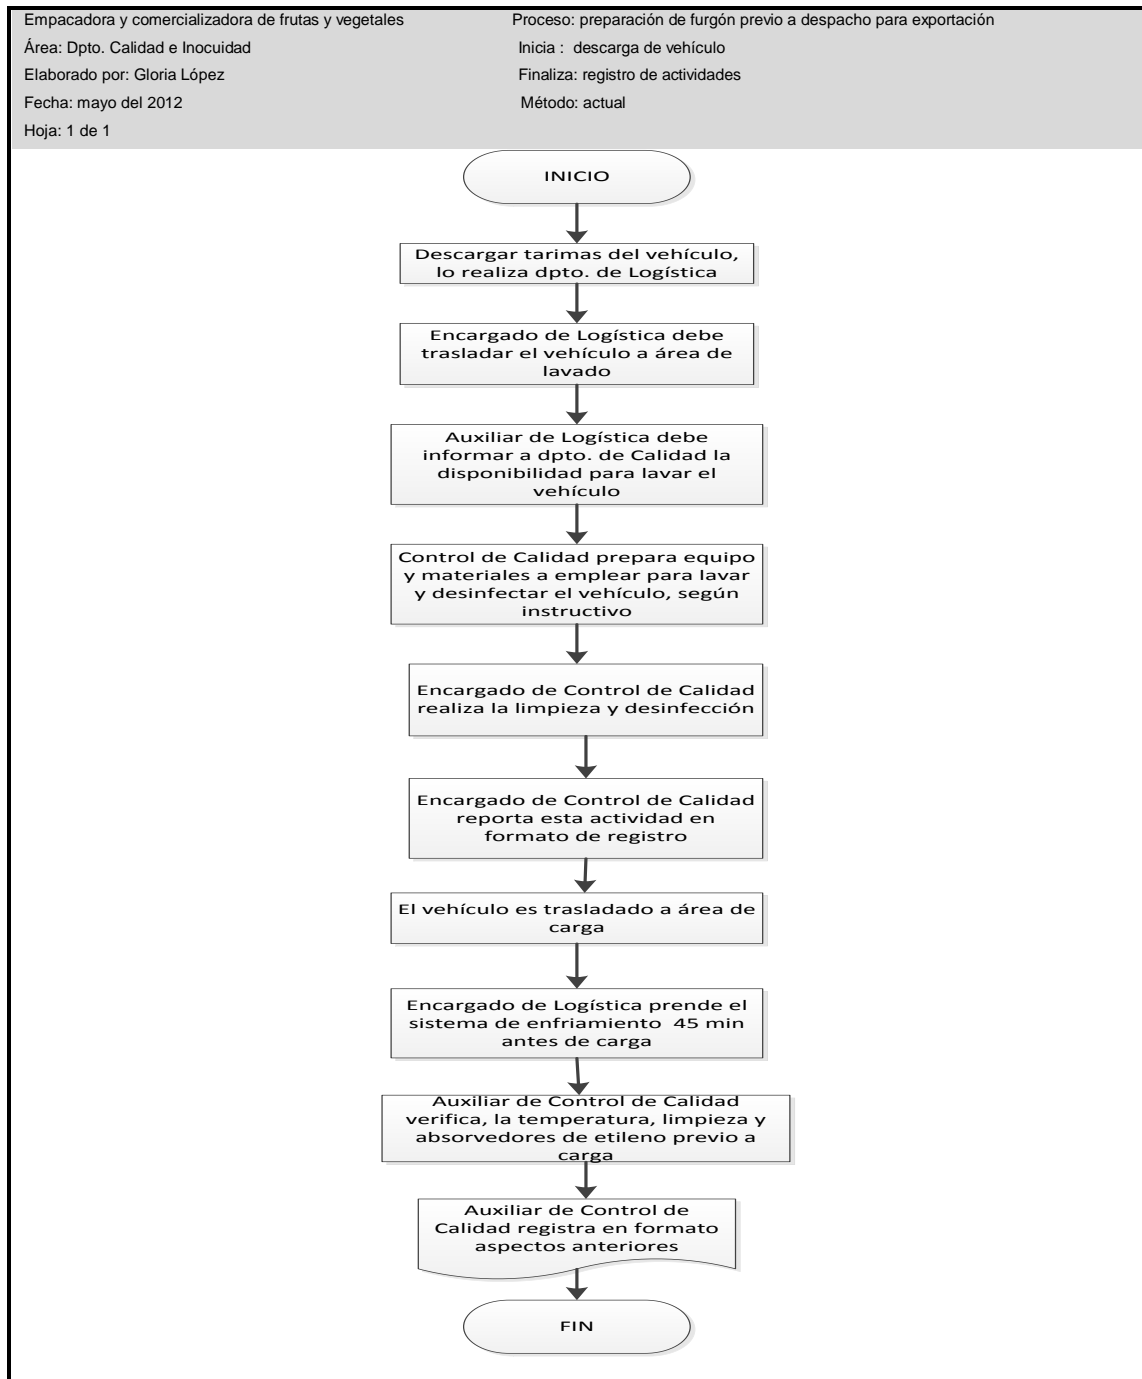 Empacadora y comercializadora de frutas y vegetales
Proceso: preparación de furgón previo a despacho para exportación
Área: Dpto. Calidad e Inocuidad
Inicia : descarga de vehículo
Elaborado por: Gloria López
Finaliza: registro de actividades
Fecha: mayo del 2012
Método: actual
Hoja: 1 de 1
INICIO
Descargar tarimas del vehículo,
lo realiza dpto. de Logística
Encargado de Logística debe
trasladar el vehículo a área de
lavado
Auxiliar de Logística debe
informar a dpto. de Calidad la
disponibilidad para lavar el
vehículo
Control de Calidad prepara equipo
y materiales a emplear para lavar
y desinfectar el vehículo, según
instructivo
Encargado de Control de Calidad
realiza la limpieza y desinfección
Encargado de Control de Calidad
reporta esta actividad en
formato de registro
El vehículo es trasladado a área de
carga
Encargado de Logística prende el
sistema de enfriamiento 45 min
antes de carga
Auxiliar de Control de Calidad
verifica, la temperatura, limpieza y
absorvedores de etileno previo a
carga
Auxiliar de Control de
Calidad registra en formato
aspectos anteriores
FIN